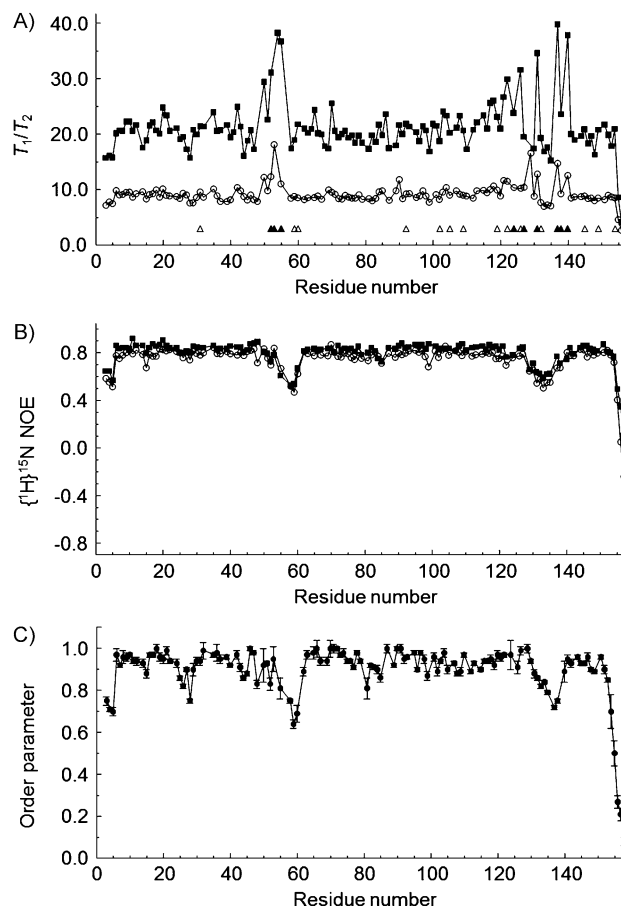 A)
40.0
30.0
20.0
10.0
0.0
T1/T2
0 20 40 60 80 100 120 140
Residue number
B)
0.8
0.4
0.0
-0.4
-0.8
{¹H}¹⁵N NOE
0 20 40 60 80 100 120 140
Residue number
C)
1.0
0.8
0.6
0.4
0.2
0.0
Order parameter
0 20 40 60 80 100 120 140
Residue number